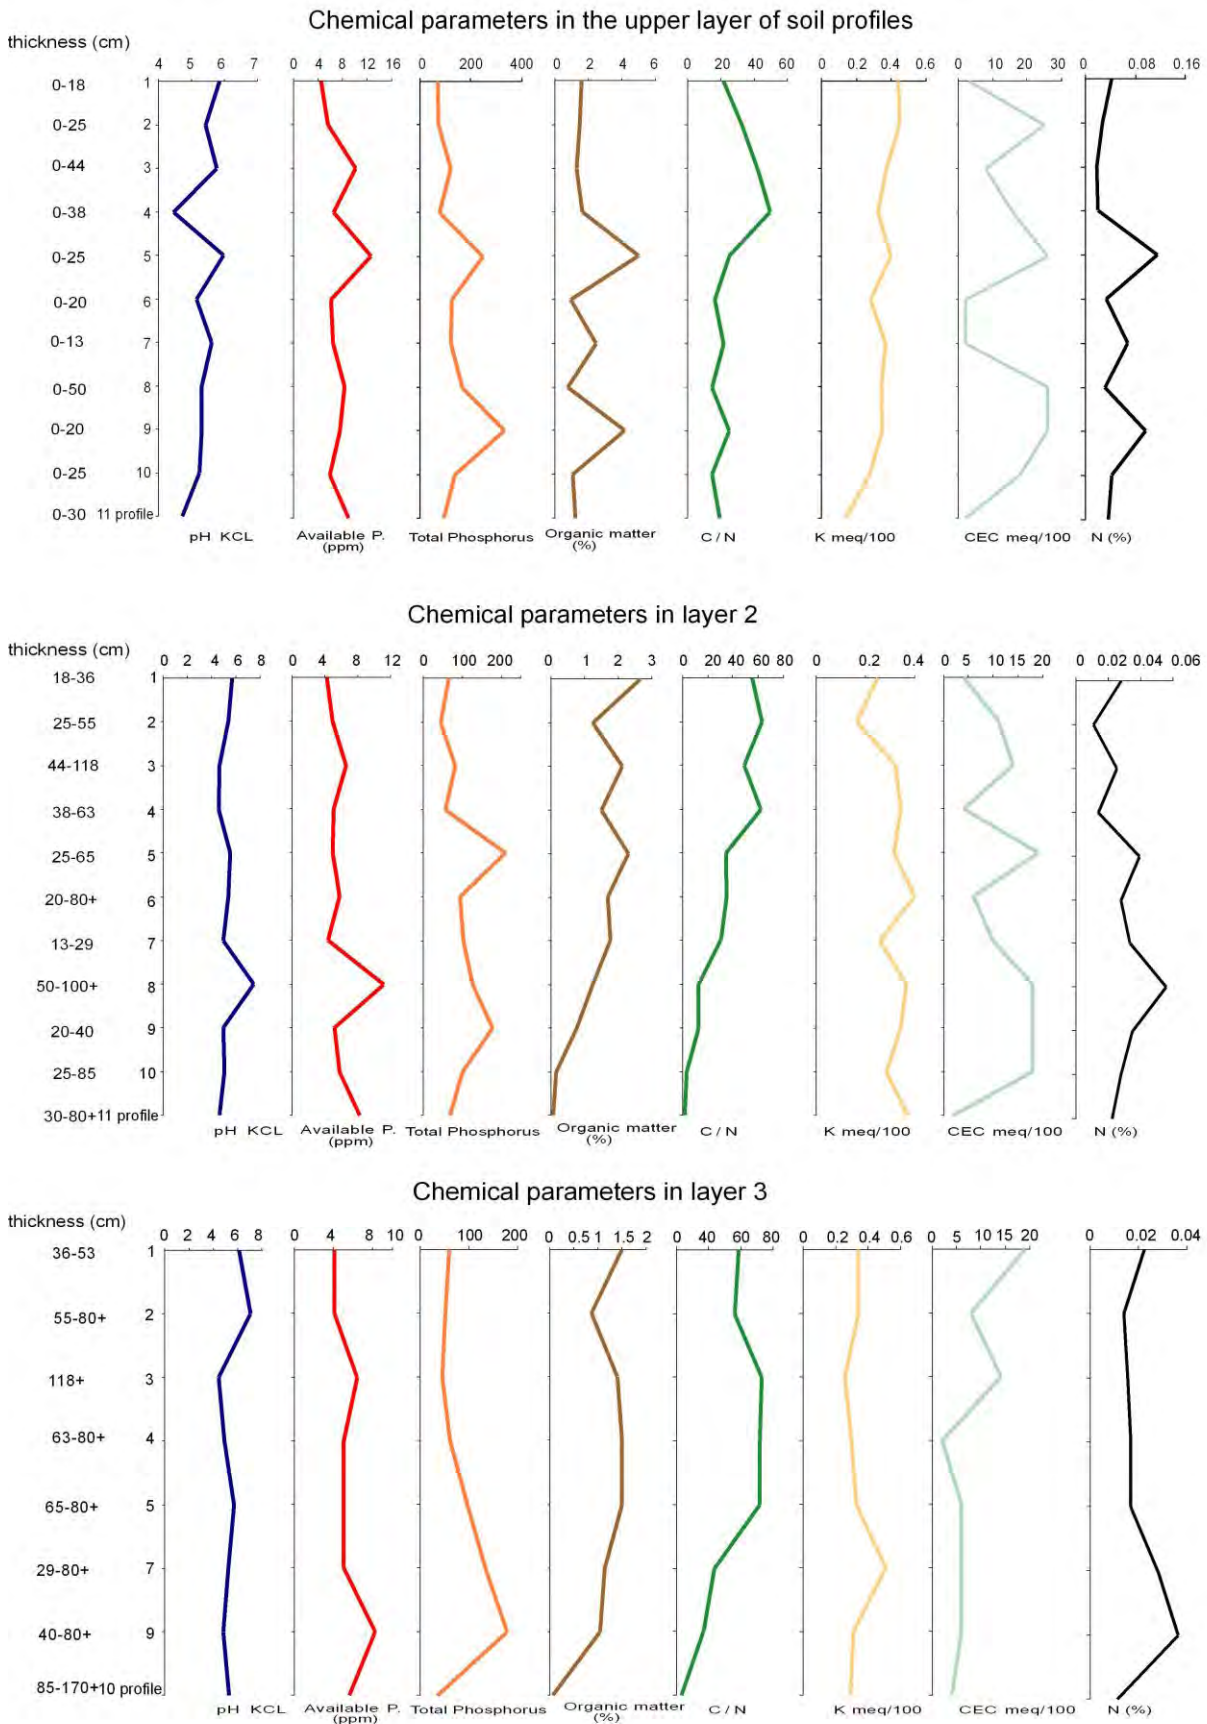 Chemical parameters in the upper layer of soil profiles
thickness (cm)
4 5 6 7 0 4 8 12 16 0 200 400 0 2 4 6 0 20 40 60 0 0.2 0.4 0.6 0 10 20 30 0 0.08 0.16
0-18 1
0-25 2
0-44 3
0-38 4
0-25 5
0-20 6
0-13 7
0-50 8
0-20 9
0-25 10
0-30 11 profile
pH KCL Available P. (ppm) Total Phosphorus Organic matter (%) C / N K meq/100 CEC meq/100 N (%)
Chemical parameters in layer 2
thickness (cm)
0 2 4 6 8 0 4 8 12 0 100 200 0 1 2 3 0 20 40 60 80 0 0.2 0.4 0 5 10 15 20 0 0.02 0.04 0.06
18-36 1
25-55 2
44-118 3
38-63 4
25-65 5
20-80+ 6
13-29 7
50-100+ 8
20-40 9
25-85 10
30-80+11 profile
pH KCL Available P. (ppm) Total Phosphorus Organic matter (%) C / N K meq/100 CEC meq/100 N (%)
Chemical parameters in layer 3
thickness (cm)
0 2 4 6 8 0 4 8 10 0 100 200 0 0.5 1 1.5 2 0 40 60 80 0 0.2 0.4 0.6 0 5 10 15 20 0 0.02 0.04
36-53 1
55-80+ 2
118+ 3
63-80+ 4
65-80+ 5
29-80+ 7
40-80+ 9
85-170+10 profile
pH KCL Available P. (ppm) Total Phosphorus Organic matter (%) C / N K meq/100 CEC meq/100 N (%)